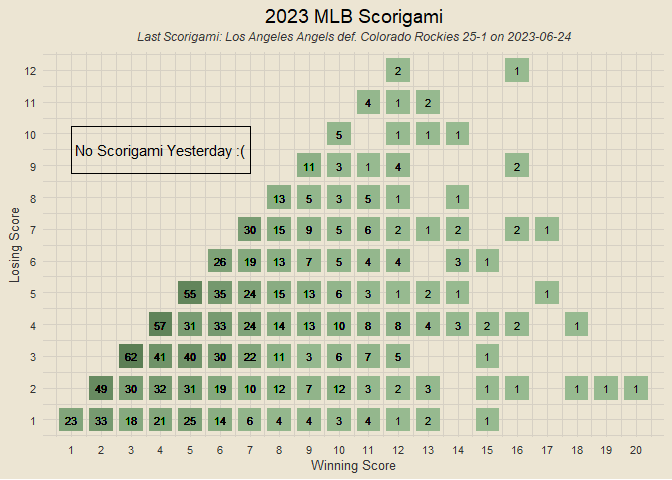 2023 MLB Scorigami
Last Scorigami: Los Angeles Angels def. Colorado Rockies 25-1 on 2023-06-24
12 2 1
11 4 1 2
10 5 1 1 1
No Scorigami Yesterday :(
9 11 3 1 4 2
8 13 5 3 5 1 1
7 30 15 9 5 6 2 1 2 2 1
Losing Score
6 26 19 13 7 5 4 4 3 1
5 55 35 24 15 13 6 3 1 2 1 1
4 57 31 33 24 14 13 10 8 8 4 3 2 2 1
3 62 41 40 30 22 11 3 6 7 5 1
2 49 30 32 31 19 10 12 7 12 3 2 3 1 1 1 1 1
1 23 33 18 21 25 14 6 4 4 3 4 1 2 1
1 2 3 4 5 6 7 8 9 10 11 12 13 14 15 16 17 18 19 20
Winning Score